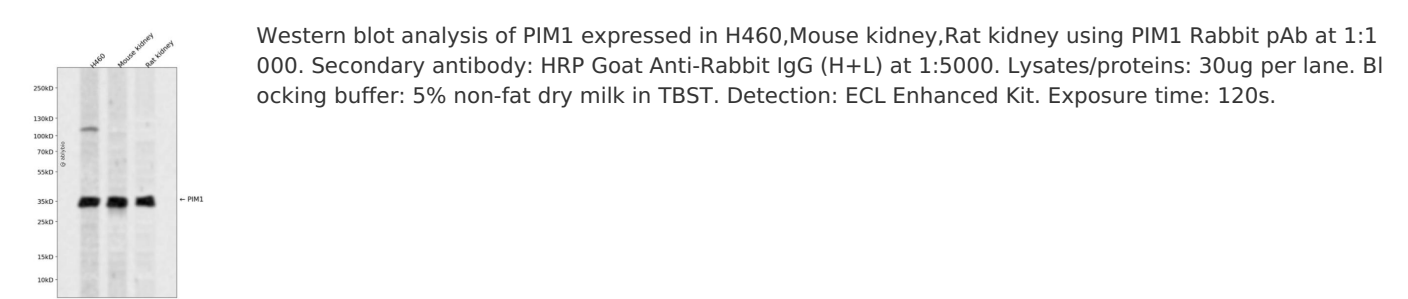 Western blot analysis of PIM1 expressed in H460,Mouse kidney,Rat kidney using PIM1 Rabbit pAb at 1:1
000. Secondary antibody: HRP Goat Anti-Rabbit IgG (H+L) at 1:5000. Lysates/proteins: 30ug per lane. Bl
ocking buffer: 5% non-fat dry milk in TBST. Detection: ECL Enhanced Kit. Exposure time: 120s.
H460
Mouse kidney
Rat kidney
250kD
130kD
100kD
70kD
55kD
35kD
← PIM1
25kD
15kD
10kD